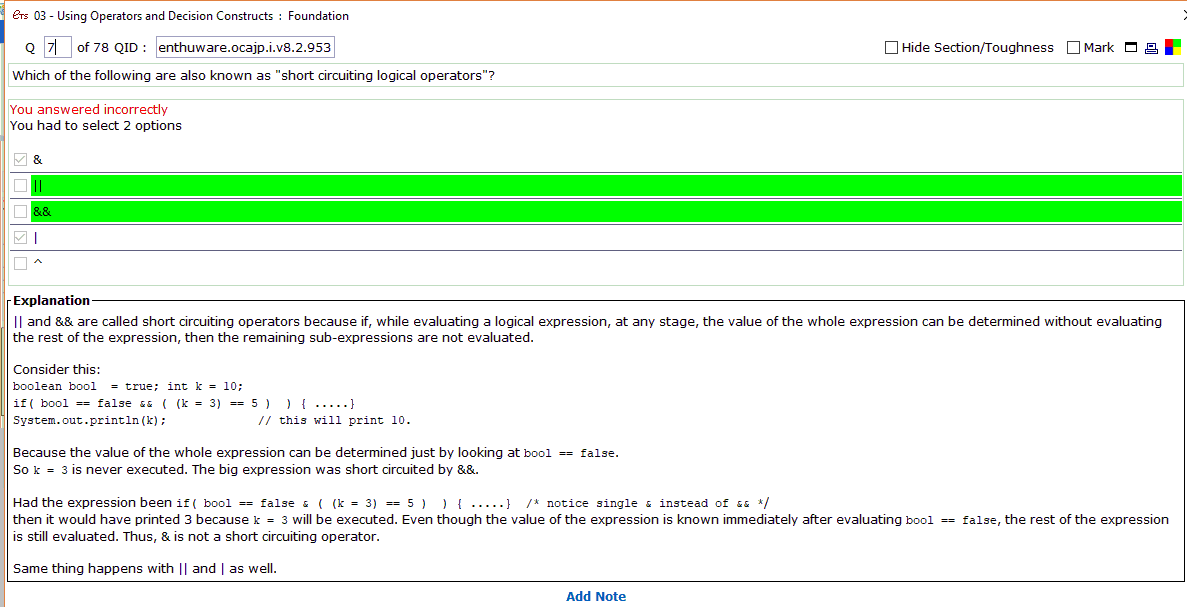 ets 03 - Using Operators and Decision Constructs : Foundation
Q 7 of 78 QID : enthuware.ocajp.i.v8.2.953 Hide Section/Toughness Mark
Which of the following are also known as "short circuiting logical operators"?
You answered incorrectly
You had to select 2 options
&
||
&&
|
^
Explanation
|| and && are called short circuiting operators because if, while evaluating a logical expression, at any stage, the value of the whole expression can be determined without evaluating
the rest of the expression, then the remaining sub-expressions are not evaluated.
Consider this:
boolean bool = true; int k = 10;
if( bool == false && ( (k = 3) == 5 ) ) { .....}
System.out.println(k); // this will print 10.
Because the value of the whole expression can be determined just by looking at bool == false.
So k = 3 is never executed. The big expression was short circuited by &&.
Had the expression been if( bool == false & ( (k = 3) == 5 ) ) { .....} /* notice single & instead of && */
then it would have printed 3 because k = 3 will be executed. Even though the value of the expression is known immediately after evaluating bool == false, the rest of the expression
is still evaluated. Thus, & is not a short circuiting operator.
Same thing happens with || and | as well.
Add Note